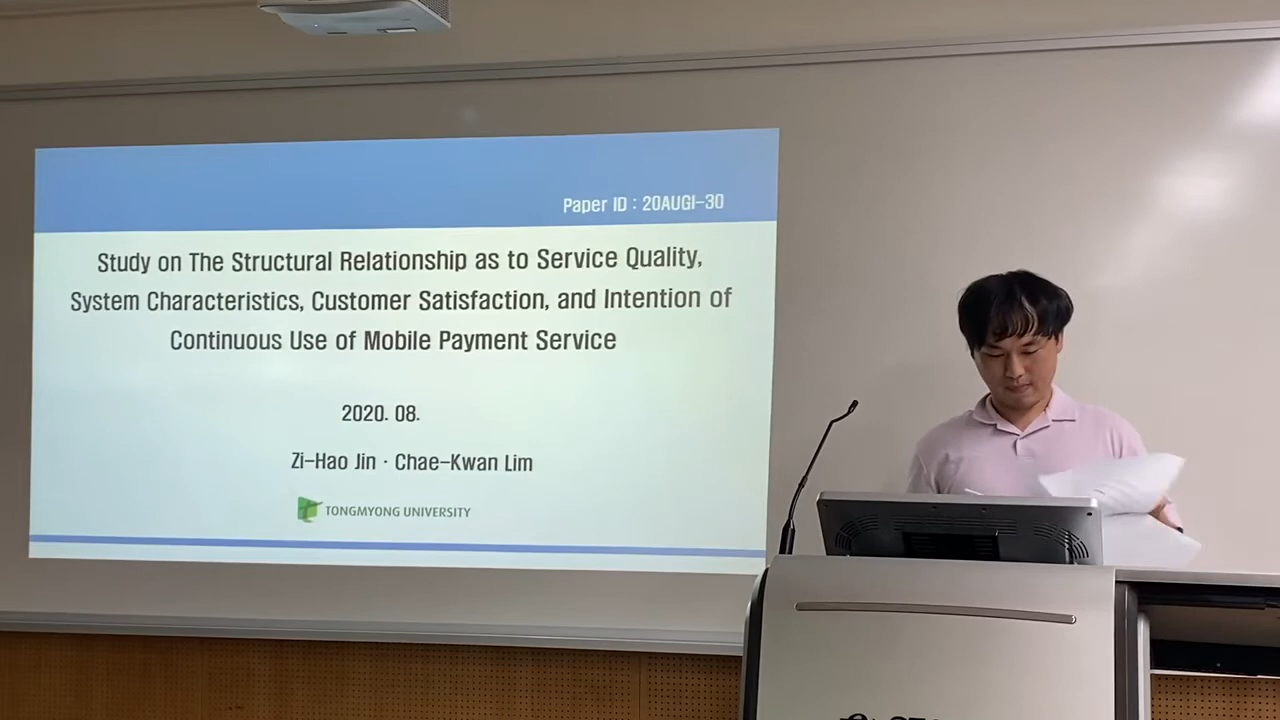 Paper ID : 20AUGI-30
Study on The Structural Relationship as to Service Quality,
System Characteristics, Customer Satisfaction, and Intention of
Continuous Use of Mobile Payment Service
2020. 08.
Zi-Hao Jin · Chae-Kwan Lim
TONGMYONG UNIVERSITY